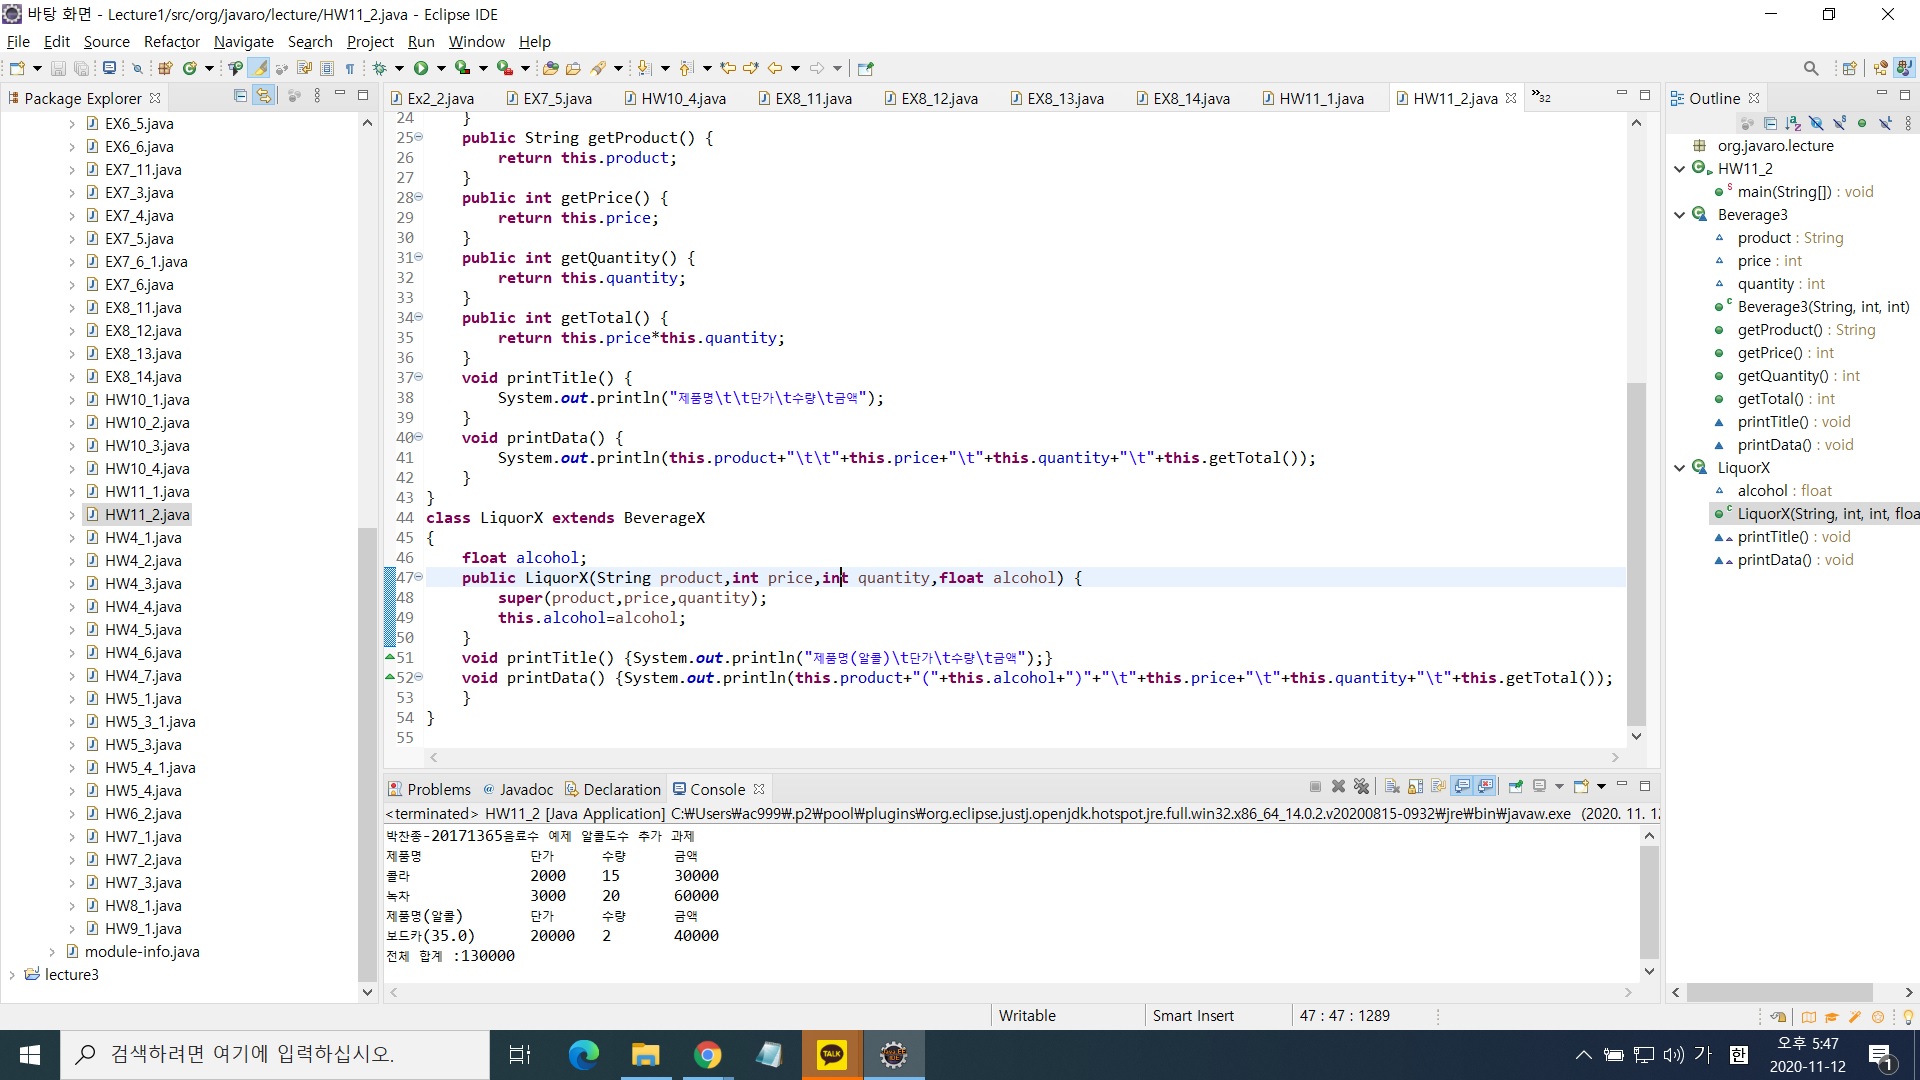 바탕 화면 - Lecture1/src/org/javaro/lecture/HW11_2.java - Eclipse IDE
File Edit Source Refactor Navigate Search Project Run Window Help
Package Explorer
EX6_5.java
EX6_6.java
EX7_11.java
EX7_3.java
EX7_4.java
EX7_5.java
EX7_6_1.java
EX7_6.java
EX8_11.java
EX8_12.java
EX8_13.java
EX8_14.java
HW10_1.java
HW10_2.java
HW10_3.java
HW10_4.java
HW11_1.java
HW11_2.java
HW4_1.java
HW4_2.java
HW4_3.java
HW4_4.java
HW4_5.java
HW4_6.java
HW4_7.java
HW5_1.java
HW5_3_1.java
HW5_3.java
HW5_4_1.java
HW5_4.java
HW6_2.java
HW7_1.java
HW7_2.java
HW7_3.java
HW8_1.java
HW9_1.java
module-info.java
lecture3
Ex2_2.java EX7_5.java HW10_4.java EX8_11.java EX8_12.java EX8_13.java EX8_14.java HW11_1.java HW11_2.java »32
24 }
25 public String getProduct() {
26 return this.product;
27 }
28 public int getPrice() {
29 return this.price;
30 }
31 public int getQuantity() {
32 return this.quantity;
33 }
34 public int getTotal() {
35 return this.price*this.quantity;
36 }
37 void printTitle() {
38 System.out.println("제품명\t\t단가\t수량\t금액");
39 }
40 void printData() {
41 System.out.println(this.product+"\t\t"+this.price+"\t"+this.quantity+"\t"+this.getTotal());
42 }
43 }
44 class LiquorX extends BeverageX
45 {
46 float alcohol;
47 public LiquorX(String product,int price,int quantity,float alcohol) {
48 super(product,price,quantity);
49 this.alcohol=alcohol;
50 }
51 void printTitle() {System.out.println("제품명(알콜)\t단가\t수량\t금액");}
52 void printData() {System.out.println(this.product+"("+this.alcohol+")"+"\t"+this.price+"\t"+this.quantity+"\t"+this.getTotal());
53 }
54 }
55
Problems Javadoc Declaration Console
<terminated> HW11_2 [Java Application] C:₩Users₩ac999₩.p2₩pool₩plugins₩org.eclipse.justj.openjdk.hotspot.jre.full.win32.x86_64_14.0.2.v20200815-0932₩jre₩bin₩javaw.exe (2020. 11. 1
박찬종-20171365음료수 예제 알콜도수 추가 과제
제품명 단가 수량 금액
콜라 2000 15 30000
녹차 3000 20 60000
제품명(알콜) 단가 수량 금액
보드카(35.0) 20000 2 40000
전체 합계 :130000
Outline
org.javaro.lecture
HW11_2
main(String[]) : void
Beverage3
product : String
price : int
quantity : int
Beverage3(String, int, int)
getProduct() : String
getPrice() : int
getQuantity() : int
getTotal() : int
printTitle() : void
printData() : void
LiquorX
alcohol : float
LiquorX(String, int, int, floa
printTitle() : void
printData() : void
Writable Smart Insert 47 : 47 : 1289
검색하려면 여기에 입력하십시오.
TALK
가 한
오후 5:47
2020-11-12
1